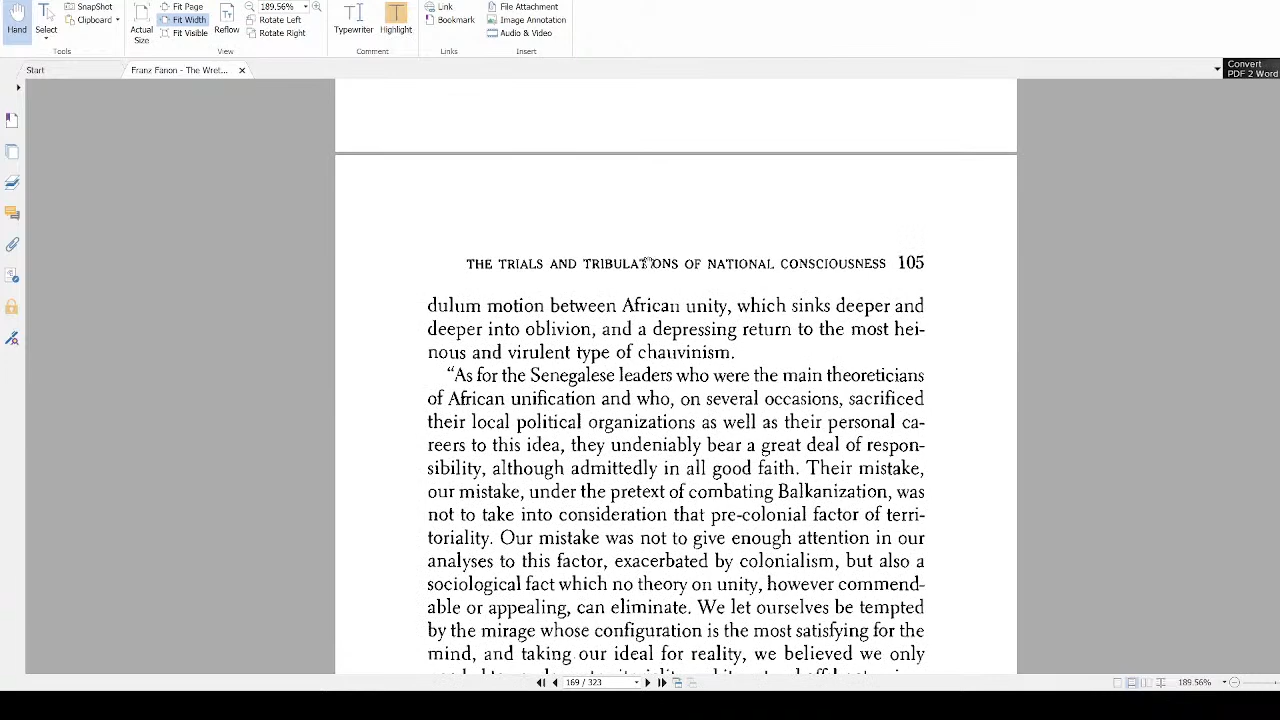 SnapShot
Clipboard
Hand
Select
Tools
Actual
Size
Fit Page
Fit Width
Fit Visible
Reflow
189.56%
Rotate Left
Rotate Right
View
Typewriter
Highlight
Comment
Link
Bookmark
Links
File Attachment
Image Annotation
Audio & Video
Insert
Start
Franz Fanon - The Wret...
Convert
PDF 2 Word
THE TRIALS AND TRIBULATIONS OF NATIONAL CONSCIOUSNESS 105
dulum motion between African unity, which sinks deeper and
deeper into oblivion, and a depressing return to the most hei-
nous and virulent type of chauvinism.
"As for the Senegalese leaders who were the main theoreticians
of African unification and who, on several occasions, sacrificed
their local political organizations as well as their personal ca-
reers to this idea, they undeniably bear a great deal of respon-
sibility, although admittedly in all good faith. Their mistake,
our mistake, under the pretext of combating Balkanization, was
not to take into consideration that pre-colonial factor of terri-
toriality. Our mistake was not to give enough attention in our
analyses to this factor, exacerbated by colonialism, but also a
sociological fact which no theory on unity, however commend-
able or appealing, can eliminate. We let ourselves be tempted
by the mirage whose configuration is the most satisfying for the
mind, and taking our ideal for reality, we believed we only
169 / 323
189.56%